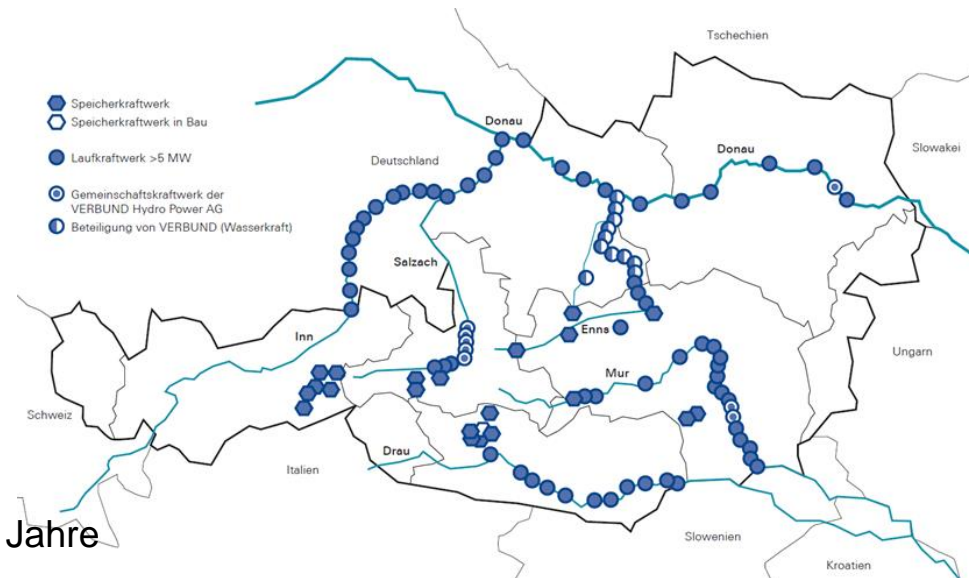 Tschechien
Speicherkraftwerk
Speicherkraftwerk in Bau
Donau
Donau
Slowakei
Laufkraftwerk >5 MW
Deutschland
Gemeinschaftskraftwerk der
VERBUND Hydro Power AG
Beteiligung von VERBUND (Wasserkraft)
Salzach
Inn
Enns
Ungarn
Mur
Schweiz
Drau
Italien
Jahre
Slowenien
Kroatien